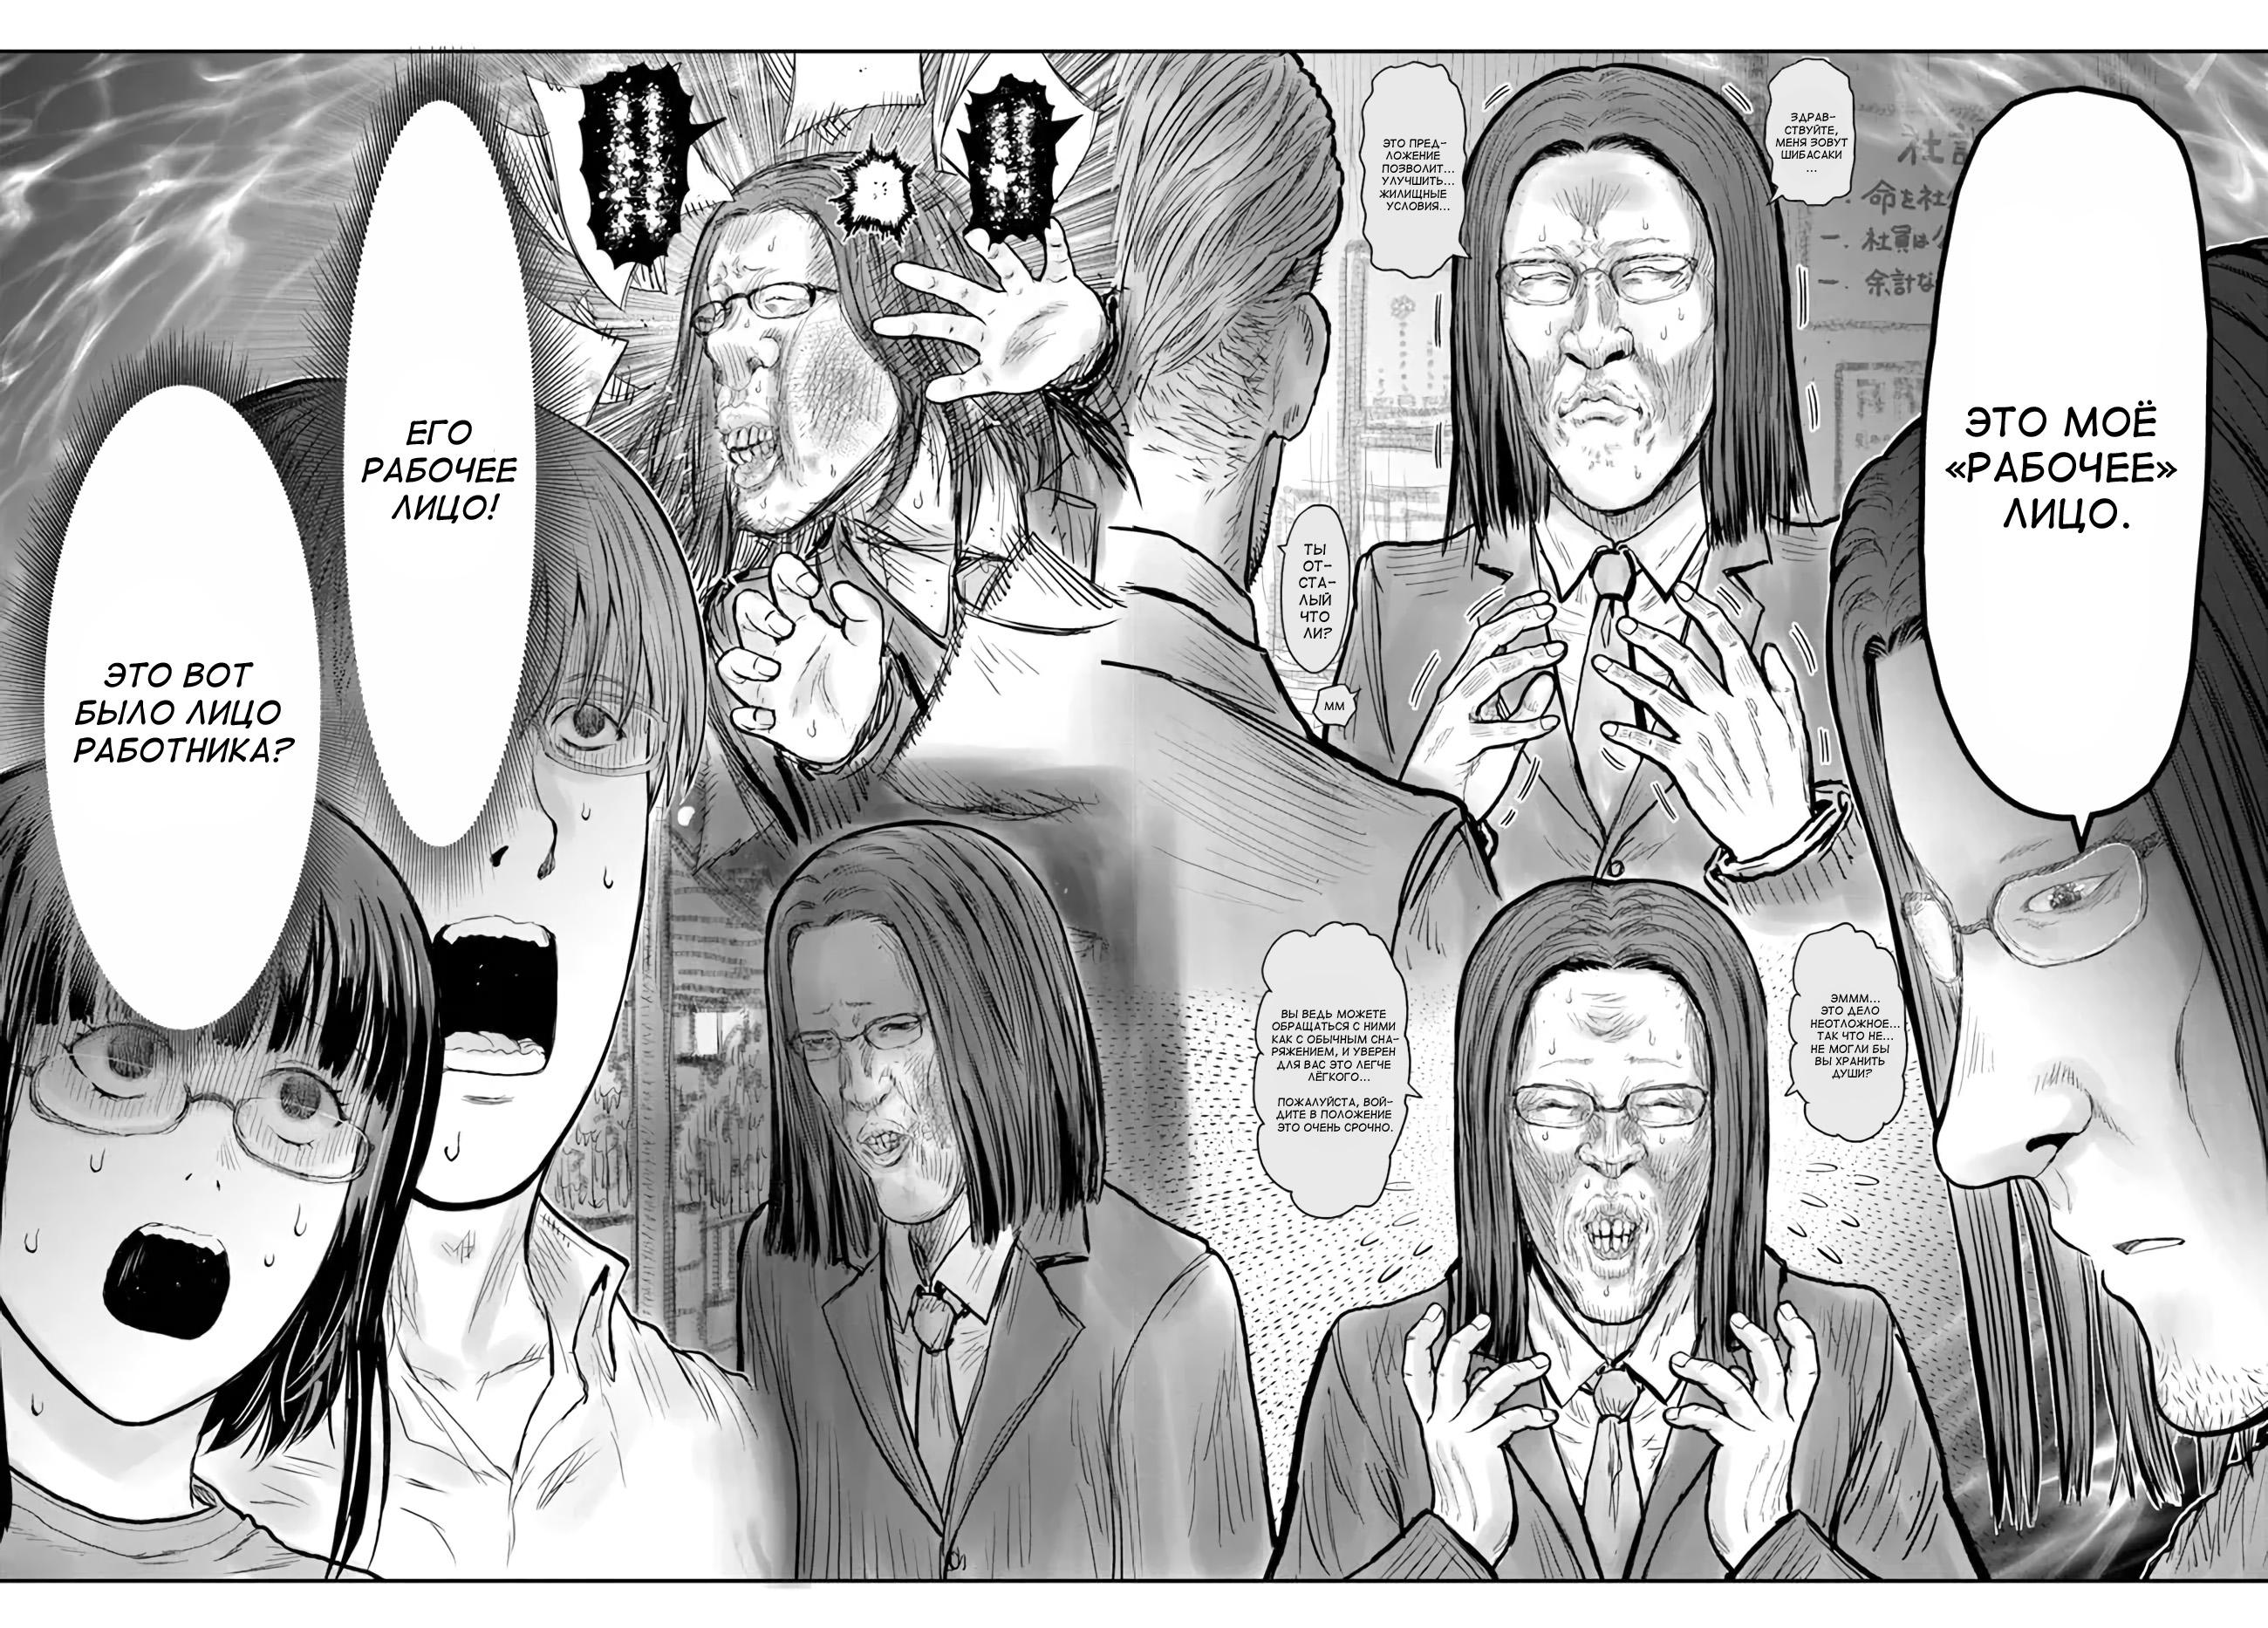 ЭТО МОЁ
«РАБОЧЕЕ»
ЛИЦО.
社
一. 命を社
一. 社員は
一. 余計な
ЗДРАВ-
СТВУЙТЕ,
МЕНЯ ЗОВУТ
ШИБАСАКИ
...
ЭТО ПРЕД-
ЛОЖЕНИЕ
ПОЗВОЛИТ...
УЛУЧШИТЬ...
ЖИЛИЩНЫЕ
УСЛОВИЯ...
ТЫ
ОТ-
СТА-
ЛЫЙ
ЧТО
ЛИ?
ММ
ЭМММ...
ЭТО ДЕЛО
НЕОТЛОЖНОЕ...
ТАК ЧТО НЕ...
НЕ МОГЛИ БЫ
ВЫ ХРАНИТЬ
ДУШИ?
ВЫ ВЕДЬ МОЖЕТЕ
ОБРАЩАТЬСЯ С НИМИ
КАК С ОБЫЧНЫМ СНА-
РЯЖЕНИЕМ, И УВЕРЕН
ДЛЯ ВАС ЭТО ЛЕГЧЕ
ЛЁГКОГО...
ПОЖАЛУЙСТА, ВОЙ-
ДИТЕ В ПОЛОЖЕНИЕ
ЭТО ОЧЕНЬ СРОЧНО.
ЕГО
РАБОЧЕЕ
ЛИЦО!
ЭТО ВОТ
БЫЛО ЛИЦО
РАБОТНИКА?